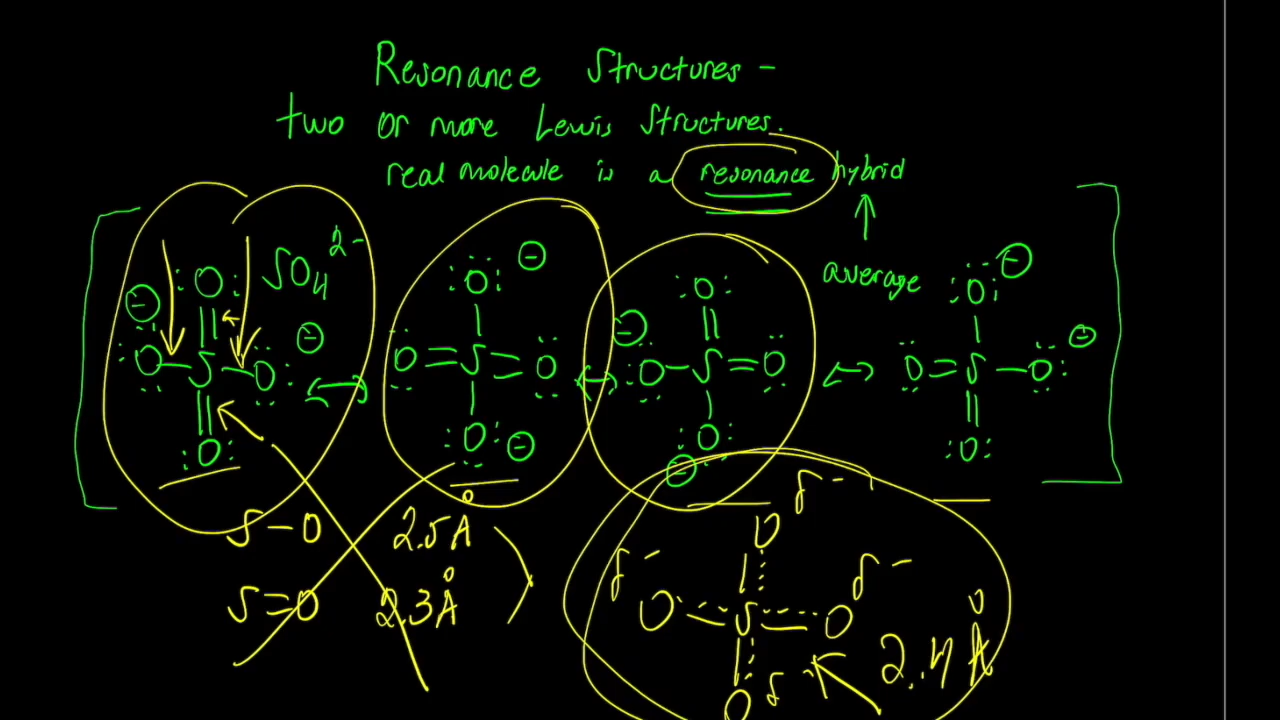 Resonance Structures -
two or more Lewis Structures.
real molecule is a resonance hybrid
average
SO4 2-
O O S O O
O O S O O
O O S O O
O O S O O
S-O 2.5Å
S=O 2.3Å
δ- O
δ- O S O δ-
O δ-
2.4Å